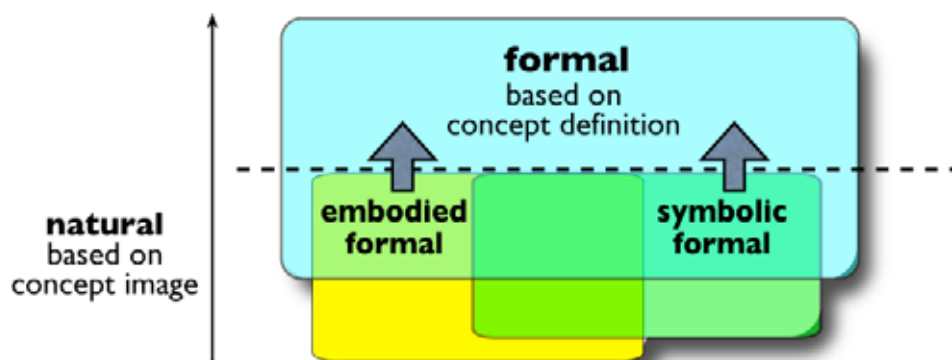 formal
based on
concept definition
embodied
formal
symbolic
formal
natural
based on
concept image